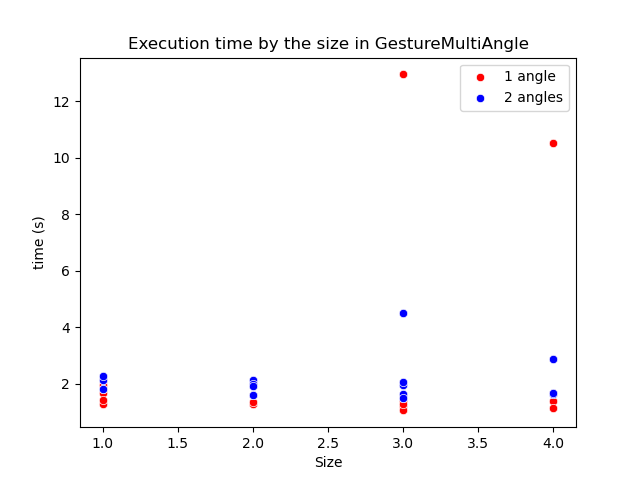 Execution time by the size in GestureMultiAngle
1 angle
2 angles
12
10
8
6
4
2
time (s)
1.0 1.5 2.0 2.5 3.0 3.5 4.0
Size